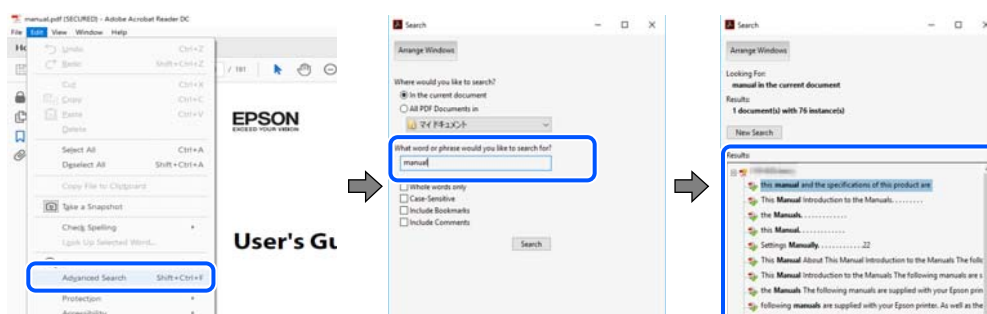 manual.pdf (SECURED) - Adobe Acrobat Reader DC
File Edit View Window Help
Undo Ctrl+Z
Redo Shift+Ctrl+Z
Cut Ctrl+X
Copy Ctrl+C
Paste Ctrl+V
Delete
Select All Ctrl+A
Deselect All Shift+Ctrl+A
Copy File to Clipboard
Take a Snapshot
Check Spelling
Look Up Selected Word...
Advanced Search Shift+Ctrl+F
Protection
Accessibility
/ 191
EPSON
EXCEED YOUR VISION
User's Gu
Search
Arrange Windows
Where would you like to search?
In the current document
All PDF Documents in
マイ ドキュメント
What word or phrase would you like to search for?
manual
Whole words only
Case-Sensitive
Include Bookmarks
Include Comments
Search
Search
Arrange Windows
Looking For:
manual in the current document
Results:
1 document(s) with 76 instance(s)
New Search
Results
this manual and the specifications of this product are
This Manual Introduction to the Manuals. . . . . . . . .
the Manuals. . . . . . . . . . . . .
this Manual. . . . . . . . . . . . .
Settings Manually. . . . . . . . . . . . .22
This Manual About This Manual Introduction to the Manuals The follo
This Manual Introduction to the Manuals The following manuals are s
the Manuals The following manuals are supplied with your Epson prin
following manuals are supplied with your Epson printer. As well as the